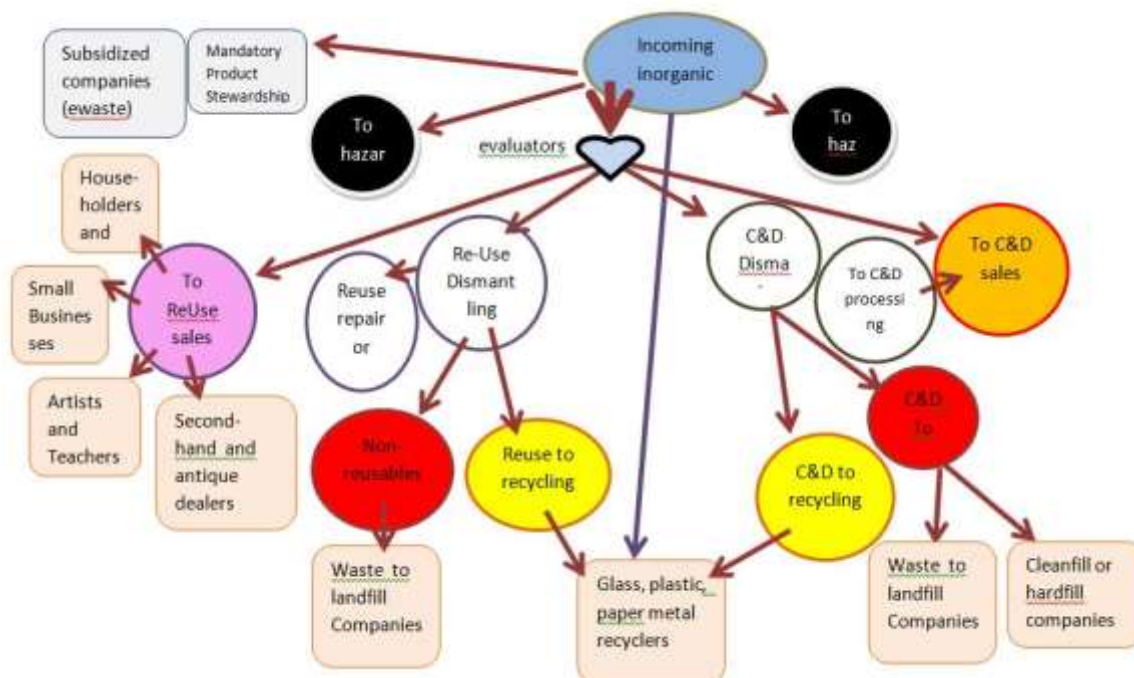 Subsidized
companies
(ewaste)
Mandatory
Product
Stewardship
Incoming
inorganic
To
hazar
To
haz
evaluators
House-
holders
and
Small
Busines
ses
Artists
and
Teachers
Second-
hand and
antique
dealers
To
ReUse
sales
Reuse
repair
or
Re-Use
Dismant
ling
C&D
Disma
To C&D
processi
ng
To C&D
sales
Non-
reusables
Reuse to
recycling
C&D to
recycling
C&D
To
Waste to
landfill
Companies
Glass, plastic,
paper metal
recyclers
Waste to
landfill
Companies
Cleanfill or
hardfill
companies